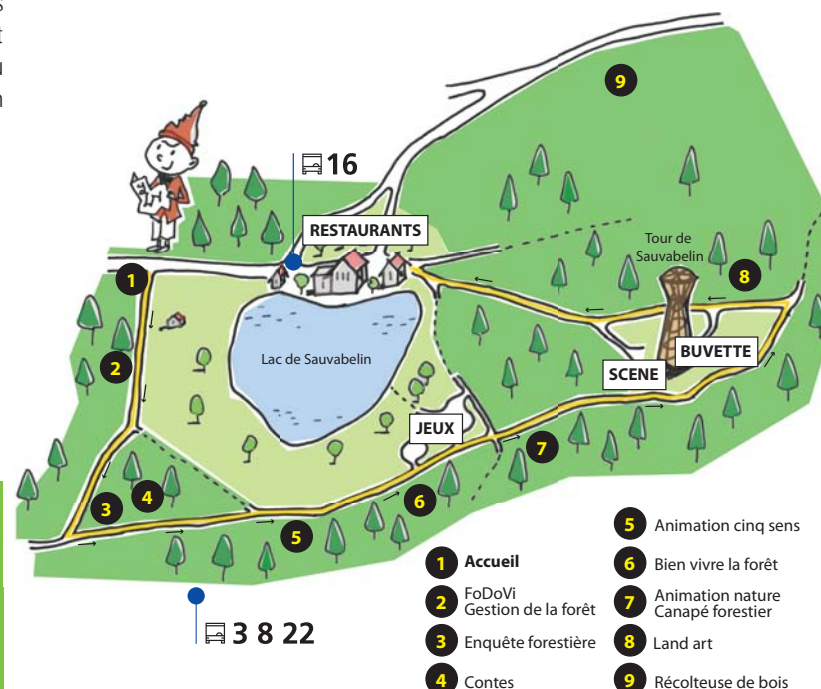 s
t
u
n
16
RESTAURANTS
Tour de
Sauvabelin
Lac de Sauvabelin
SCENE
BUVETTE
JEUX
1
2
3
4
5
6
7
8
9
3 8 22
1 Accueil
2 FoDoVi
Gestion de la forêt
3 Enquête forestière
4 Contes
5 Animation cinq sens
6 Bien vivre la forêt
7 Animation nature
Canapé forestier
8 Land art
9 Récolteuse de bois